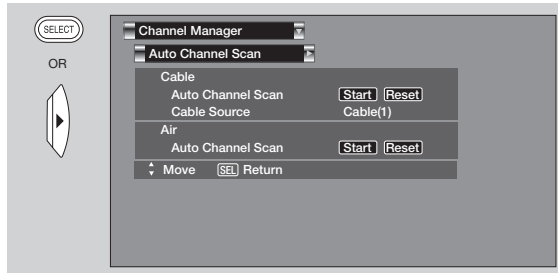 SELECT
OR
Channel Manager
Auto Channel Scan
Cable
Auto Channel Scan Start Reset
Cable Source Cable(1)
Air
Auto Channel Scan Start Reset
Move SEL Return